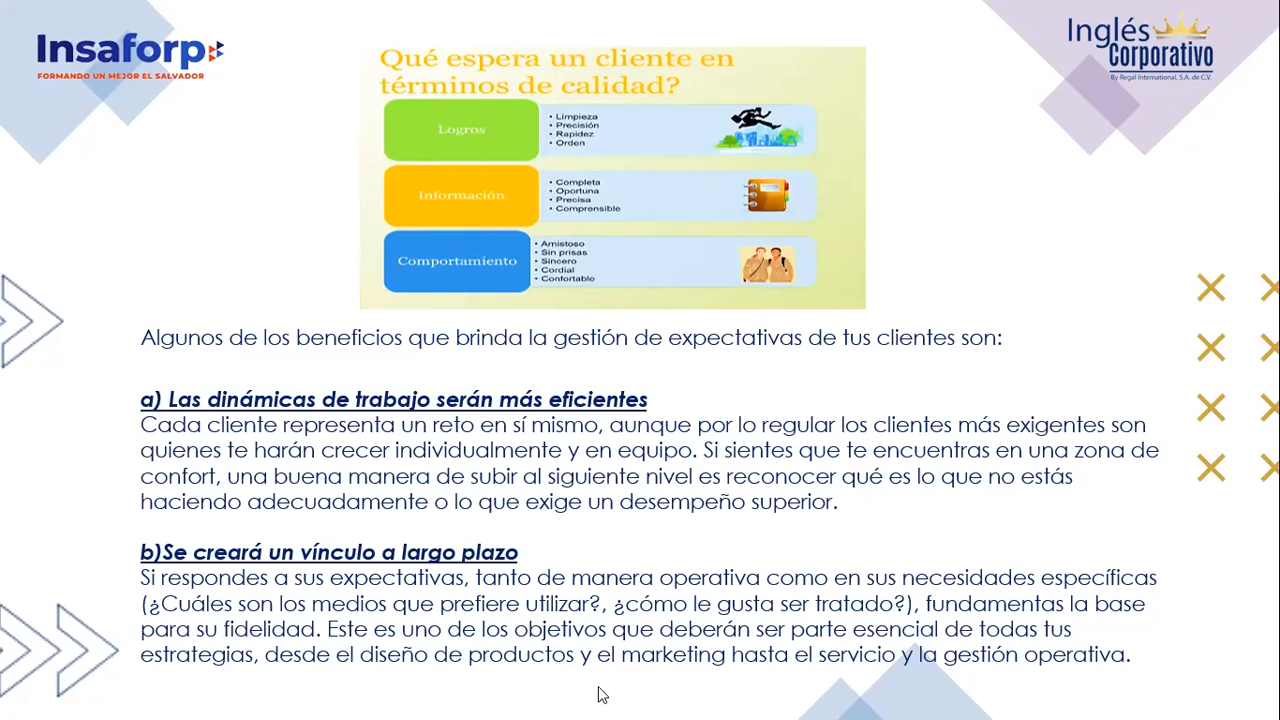 Insaforp
FORMANDO UN MEJOR EL SALVADOR
Inglés
Corporativo
By Regal International, S.A. de C.V.
Qué espera un cliente en
términos de calidad?
Logros
• Limpieza
• Precisión
• Rapidez
• Orden
Información
• Completa
• Oportuna
• Precisa
• Comprensible
Comportamiento
• Amistoso
• Sin prisas
• Sincero
• Cordial
• Confortable
Algunos de los beneficios que brinda la gestión de expectativas de tus clientes son:
a) Las dinámicas de trabajo serán más eficientes
Cada cliente representa un reto en sí mismo, aunque por lo regular los clientes más exigentes son
quienes te harán crecer individualmente y en equipo. Si sientes que te encuentras en una zona de
confort, una buena manera de subir al siguiente nivel es reconocer qué es lo que no estás
haciendo adecuadamente o lo que exige un desempeño superior.
b)Se creará un vínculo a largo plazo
Si respondes a sus expectativas, tanto de manera operativa como en sus necesidades específicas
(¿Cuáles son los medios que prefiere utilizar?, ¿cómo le gusta ser tratado?), fundamentas la base
para su fidelidad. Este es uno de los objetivos que deberán ser parte esencial de todas tus
estrategias, desde el diseño de productos y el marketing hasta el servicio y la gestión operativa.